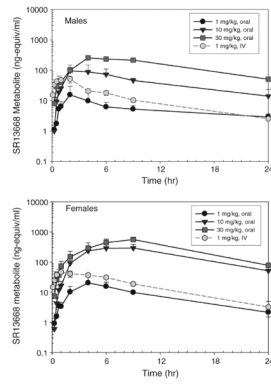 Males
10000
1000
100
10
1
0.1
SR13668 Metabolite (ng-equiv/ml)
1 mg/kg, oral
10 mg/kg, oral
30 mg/kg, oral
1 mg/kg, IV
0 6 12 18 24
Time (hr)
Females
10000
1000
100
10
1
0.1
SR13668 metabolite (ng-equiv/ml)
1 mg/kg, oral
10 mg/kg, oral
30 mg/kg, oral
1 mg/kg, IV
0 6 12 18 24
Time (hr)